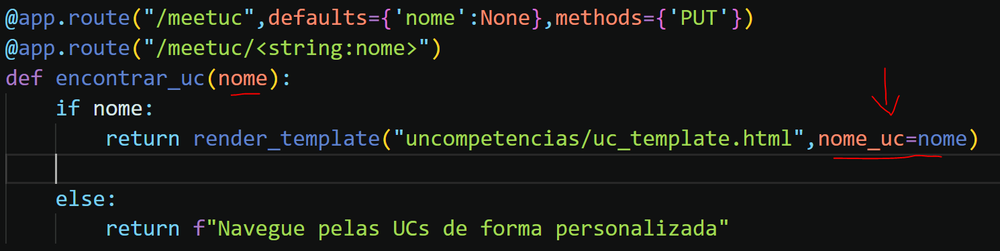 @app.route("/meetuc",defaults={'nome':None},methods={'PUT'})
@app.route("/meetuc/<string:nome>")
def encontrar_uc(nome):
    if nome:
        return render_template("uncompetencias/uc_template.html",nome_uc=nome)
    else:
        return f"Navegue pelas UCs de forma personalizada"